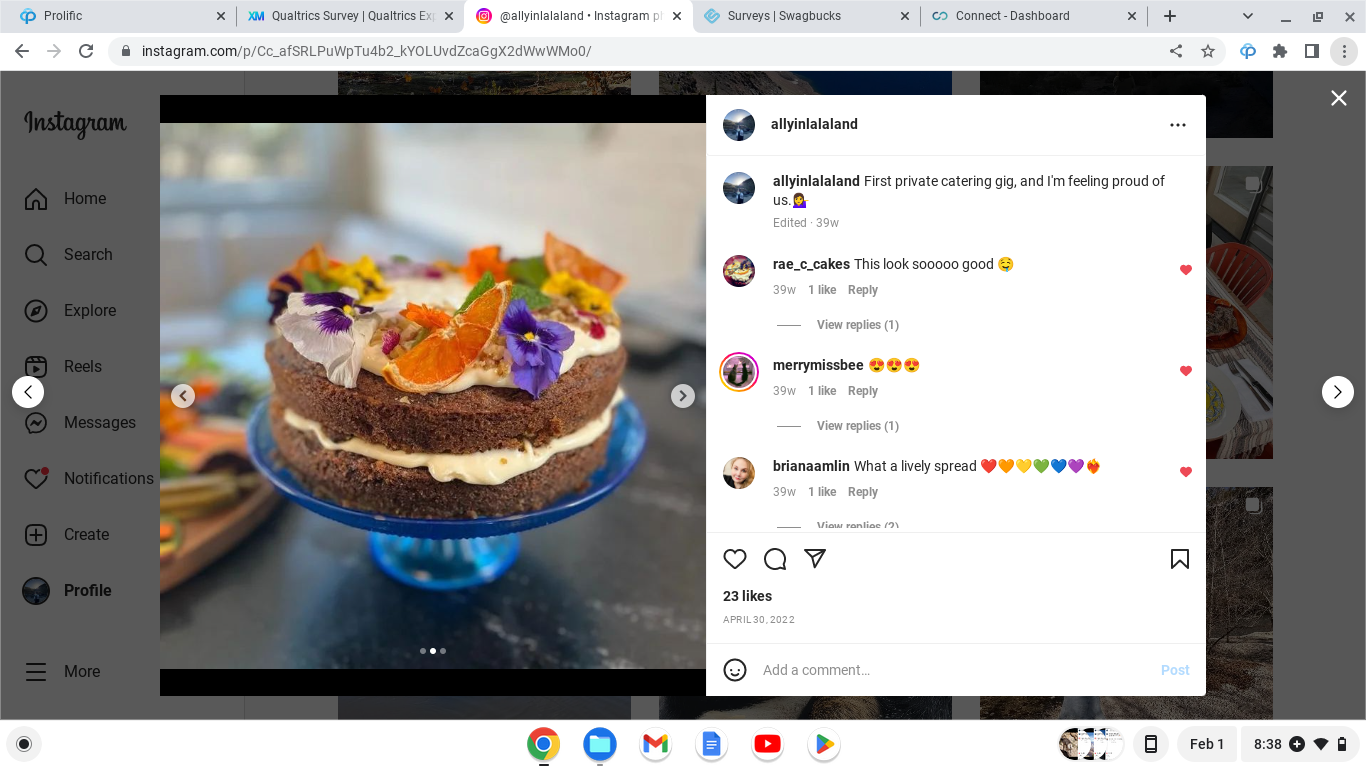 Prolific
Qualtrics Survey | Qualtrics Exp
@allyinlalaland • Instagram ph
Surveys | Swagbucks
Connect - Dashboard
instagram.com/p/Cc_afSRLPuWpTu4b2_kYOLUvdZcaGgX2dWwWMo0/
Instagram
Home
Search
Explore
Reels
Messages
Notifications
Create
Profile
More
allyinlalaland
allyinlalaland First private catering gig, and I'm feeling proud of
us.💁‍♀️
Edited · 39w
rae_c_cakes This look sooooo good 🤤
39w 1 like Reply
View replies (1)
merrymissbee 😍😍😍
39w 1 like Reply
View replies (1)
brianaamlin What a lively spread ❤️🧡💛💚💙💜❤️‍🔥
39w 1 like Reply
View replies (2)
23 likes
APRIL 30, 2022
Add a comment…
Post
Feb 1
8:38